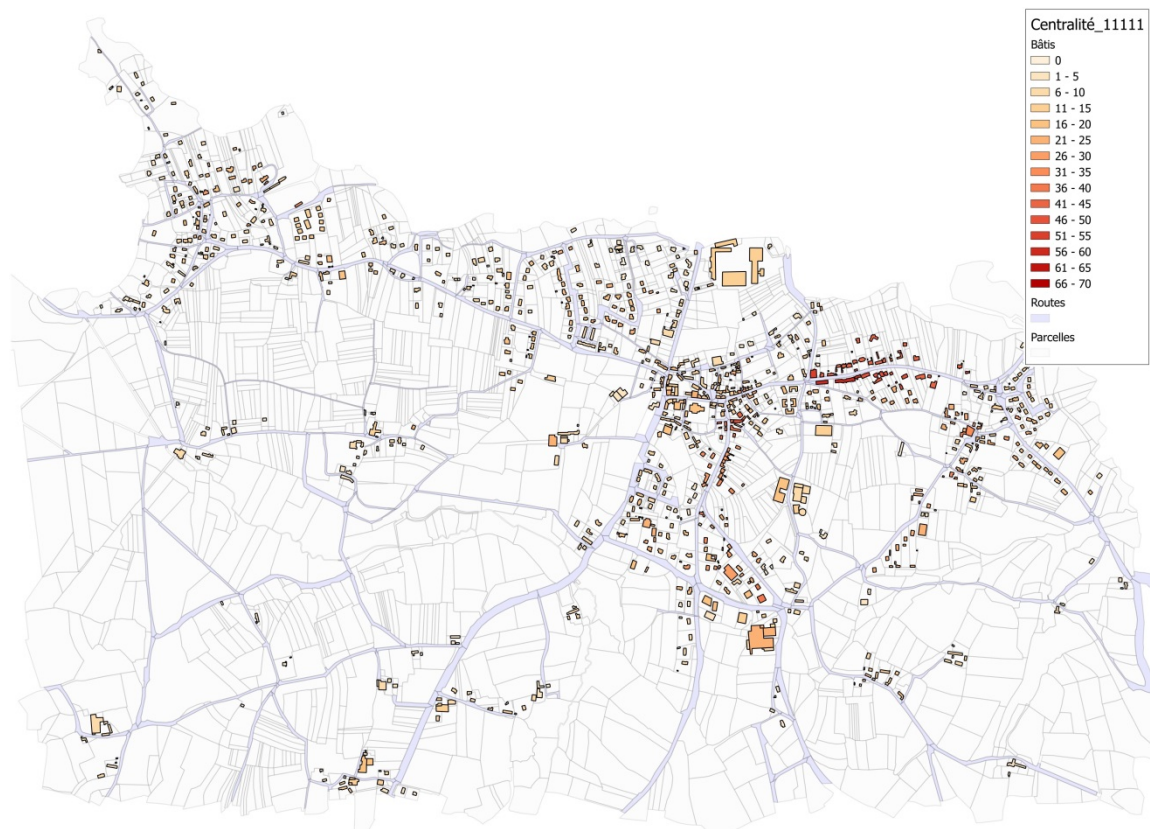 Centralité_11111
Bâtis
0
1 - 5
6 - 10
11 - 15
16 - 20
21 - 25
26 - 30
31 - 35
36 - 40
41 - 45
46 - 50
51 - 55
56 - 60
61 - 65
66 - 70
Routes
Parcelles